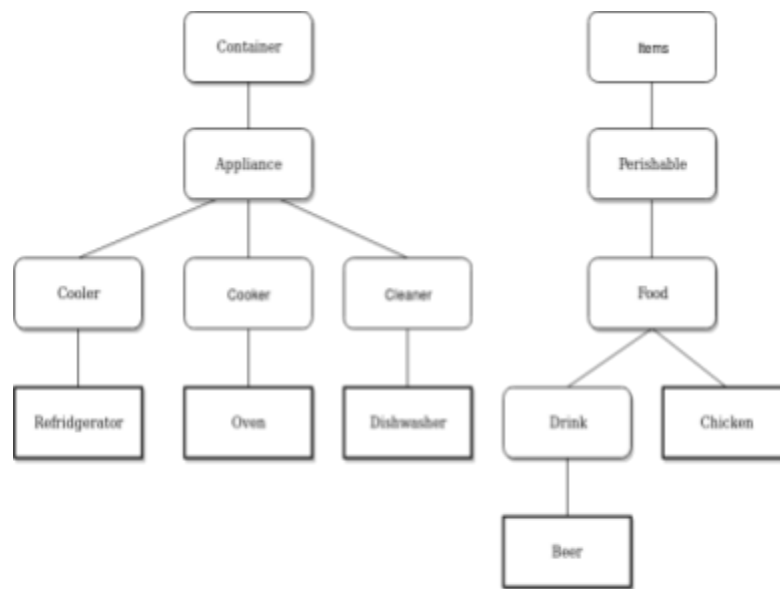 Container
Items
Appliance
Perishable
Cooler
Cooker
Cleaner
Food
Refridgerator
Oven
Dishwasher
Drink
Chicken
Beer